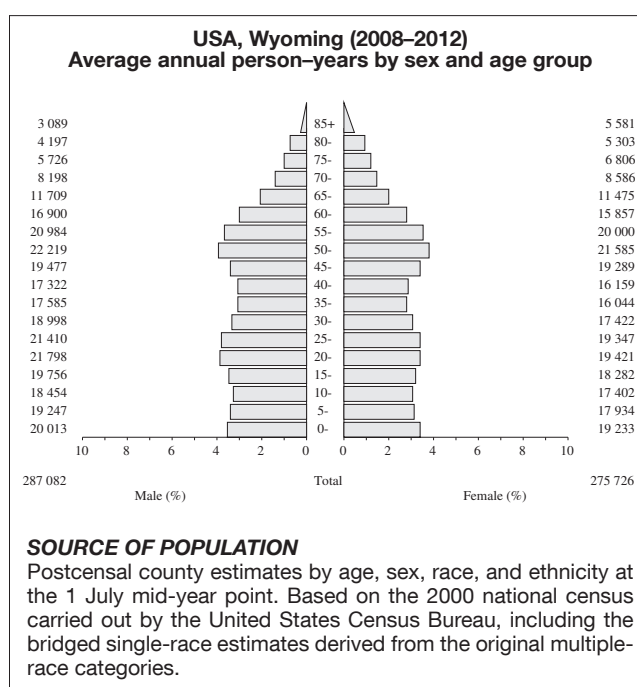 USA, Wyoming (2008–2012)
Average annual person–years by sex and age group
3 089 85+ 5 581
4 197 80- 5 303
5 726 75- 6 806
8 198 70- 8 586
11 709 65- 11 475
16 900 60- 15 857
20 984 55- 20 000
22 219 50- 21 585
19 477 45- 19 289
17 322 40- 16 159
17 585 35- 16 044
18 998 30- 17 422
21 410 25- 19 347
21 798 20- 19 421
19 756 15- 18 282
18 454 10- 17 402
19 247 5- 17 934
20 013 0- 19 233
10 8 6 4 2 0 0 2 4 6 8 10
287 082 Total 275 726
Male (%) Female (%)
SOURCE OF POPULATION
Postcensal county estimates by age, sex, race, and ethnicity at
the 1 July mid-year point. Based on the 2000 national census
carried out by the United States Census Bureau, including the
bridged single-race estimates derived from the original multiple-
race categories.